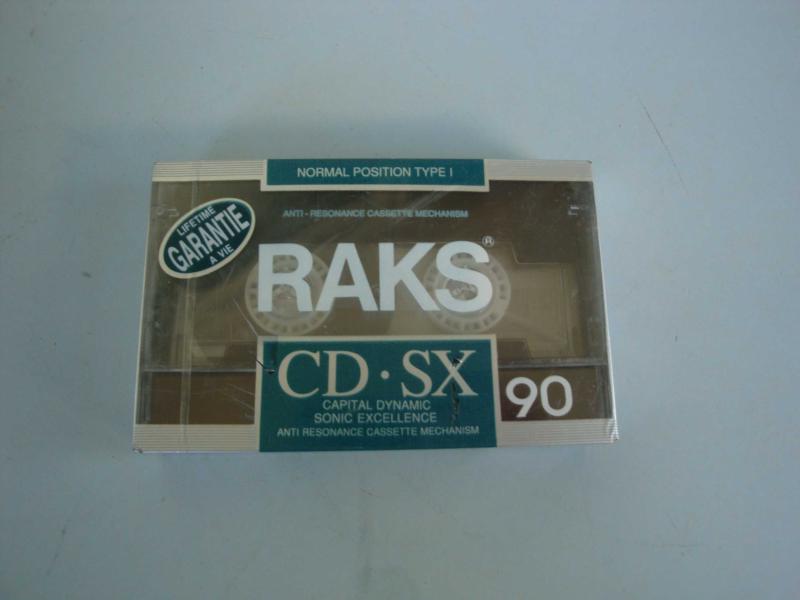 NORMAL POSITION TYPE I
LIFETIME
GARANTIE
A VIE
ANTI - RESONANCE CASSETTE MECHANISM
RAKS®
CD · SX
90
CAPITAL DYNAMIC
SONIC EXCELLENCE
ANTI RESONANCE CASSETTE MECHANISM